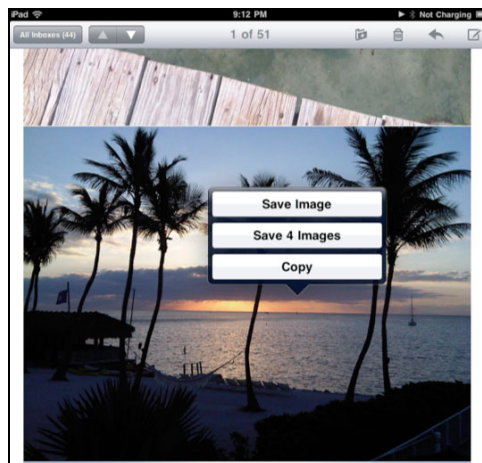 iPad 9:12 PM Not Charging
All Inboxes (44) 1 of 51
Save Image
Save 4 Images
Copy